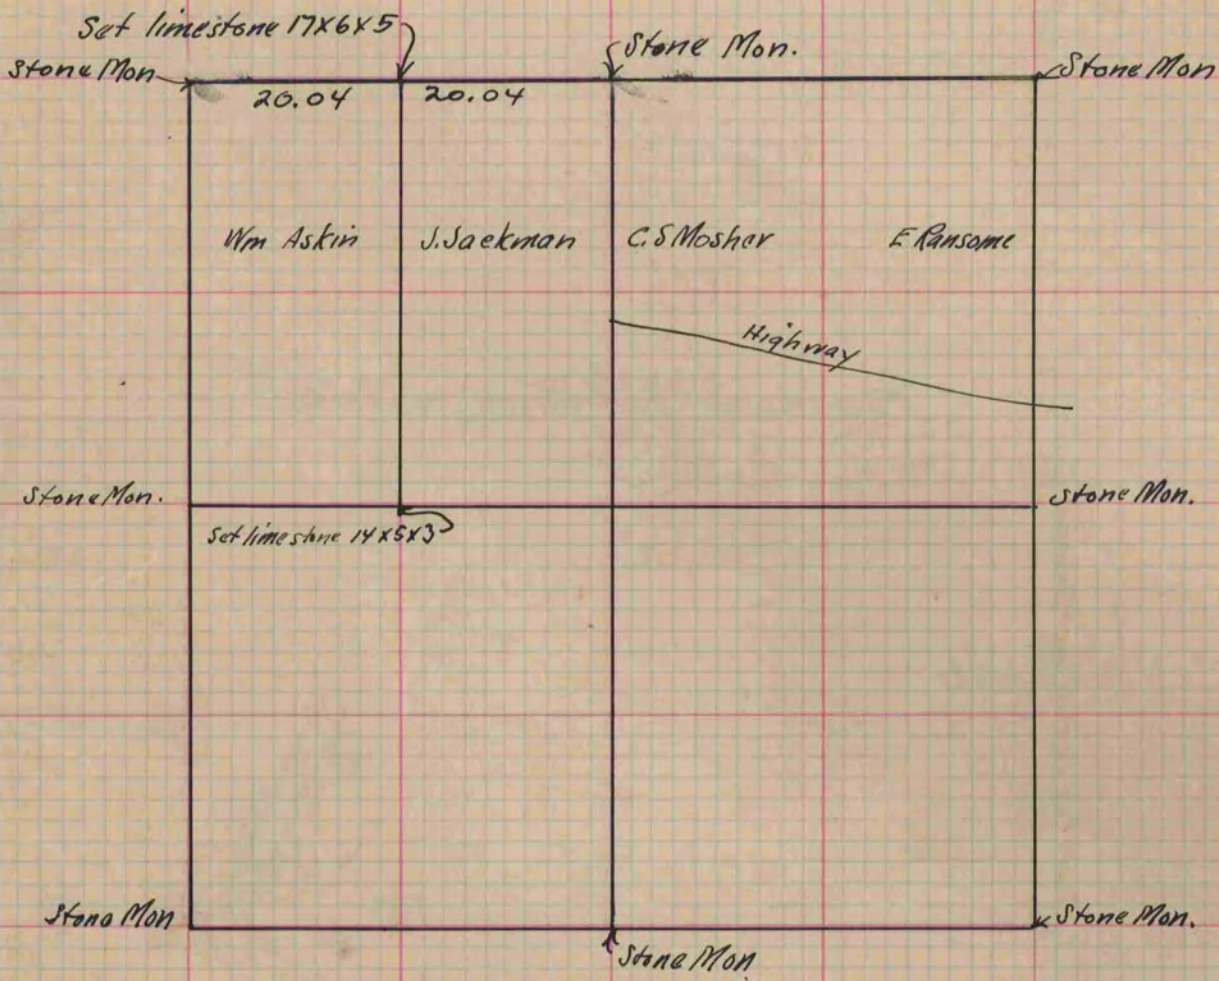 Set limestone 17x6x5
Stone Mon.
Stone Mon
Stone Mon
20.04
20.04
Wm Askin
J. Jackman
C. S Mosher
E Ransome
Highway
Stone Mon.
Stone Mon.
Set limestone 14x5x3
Stone Mon
Stone Mon.
Stone Mon